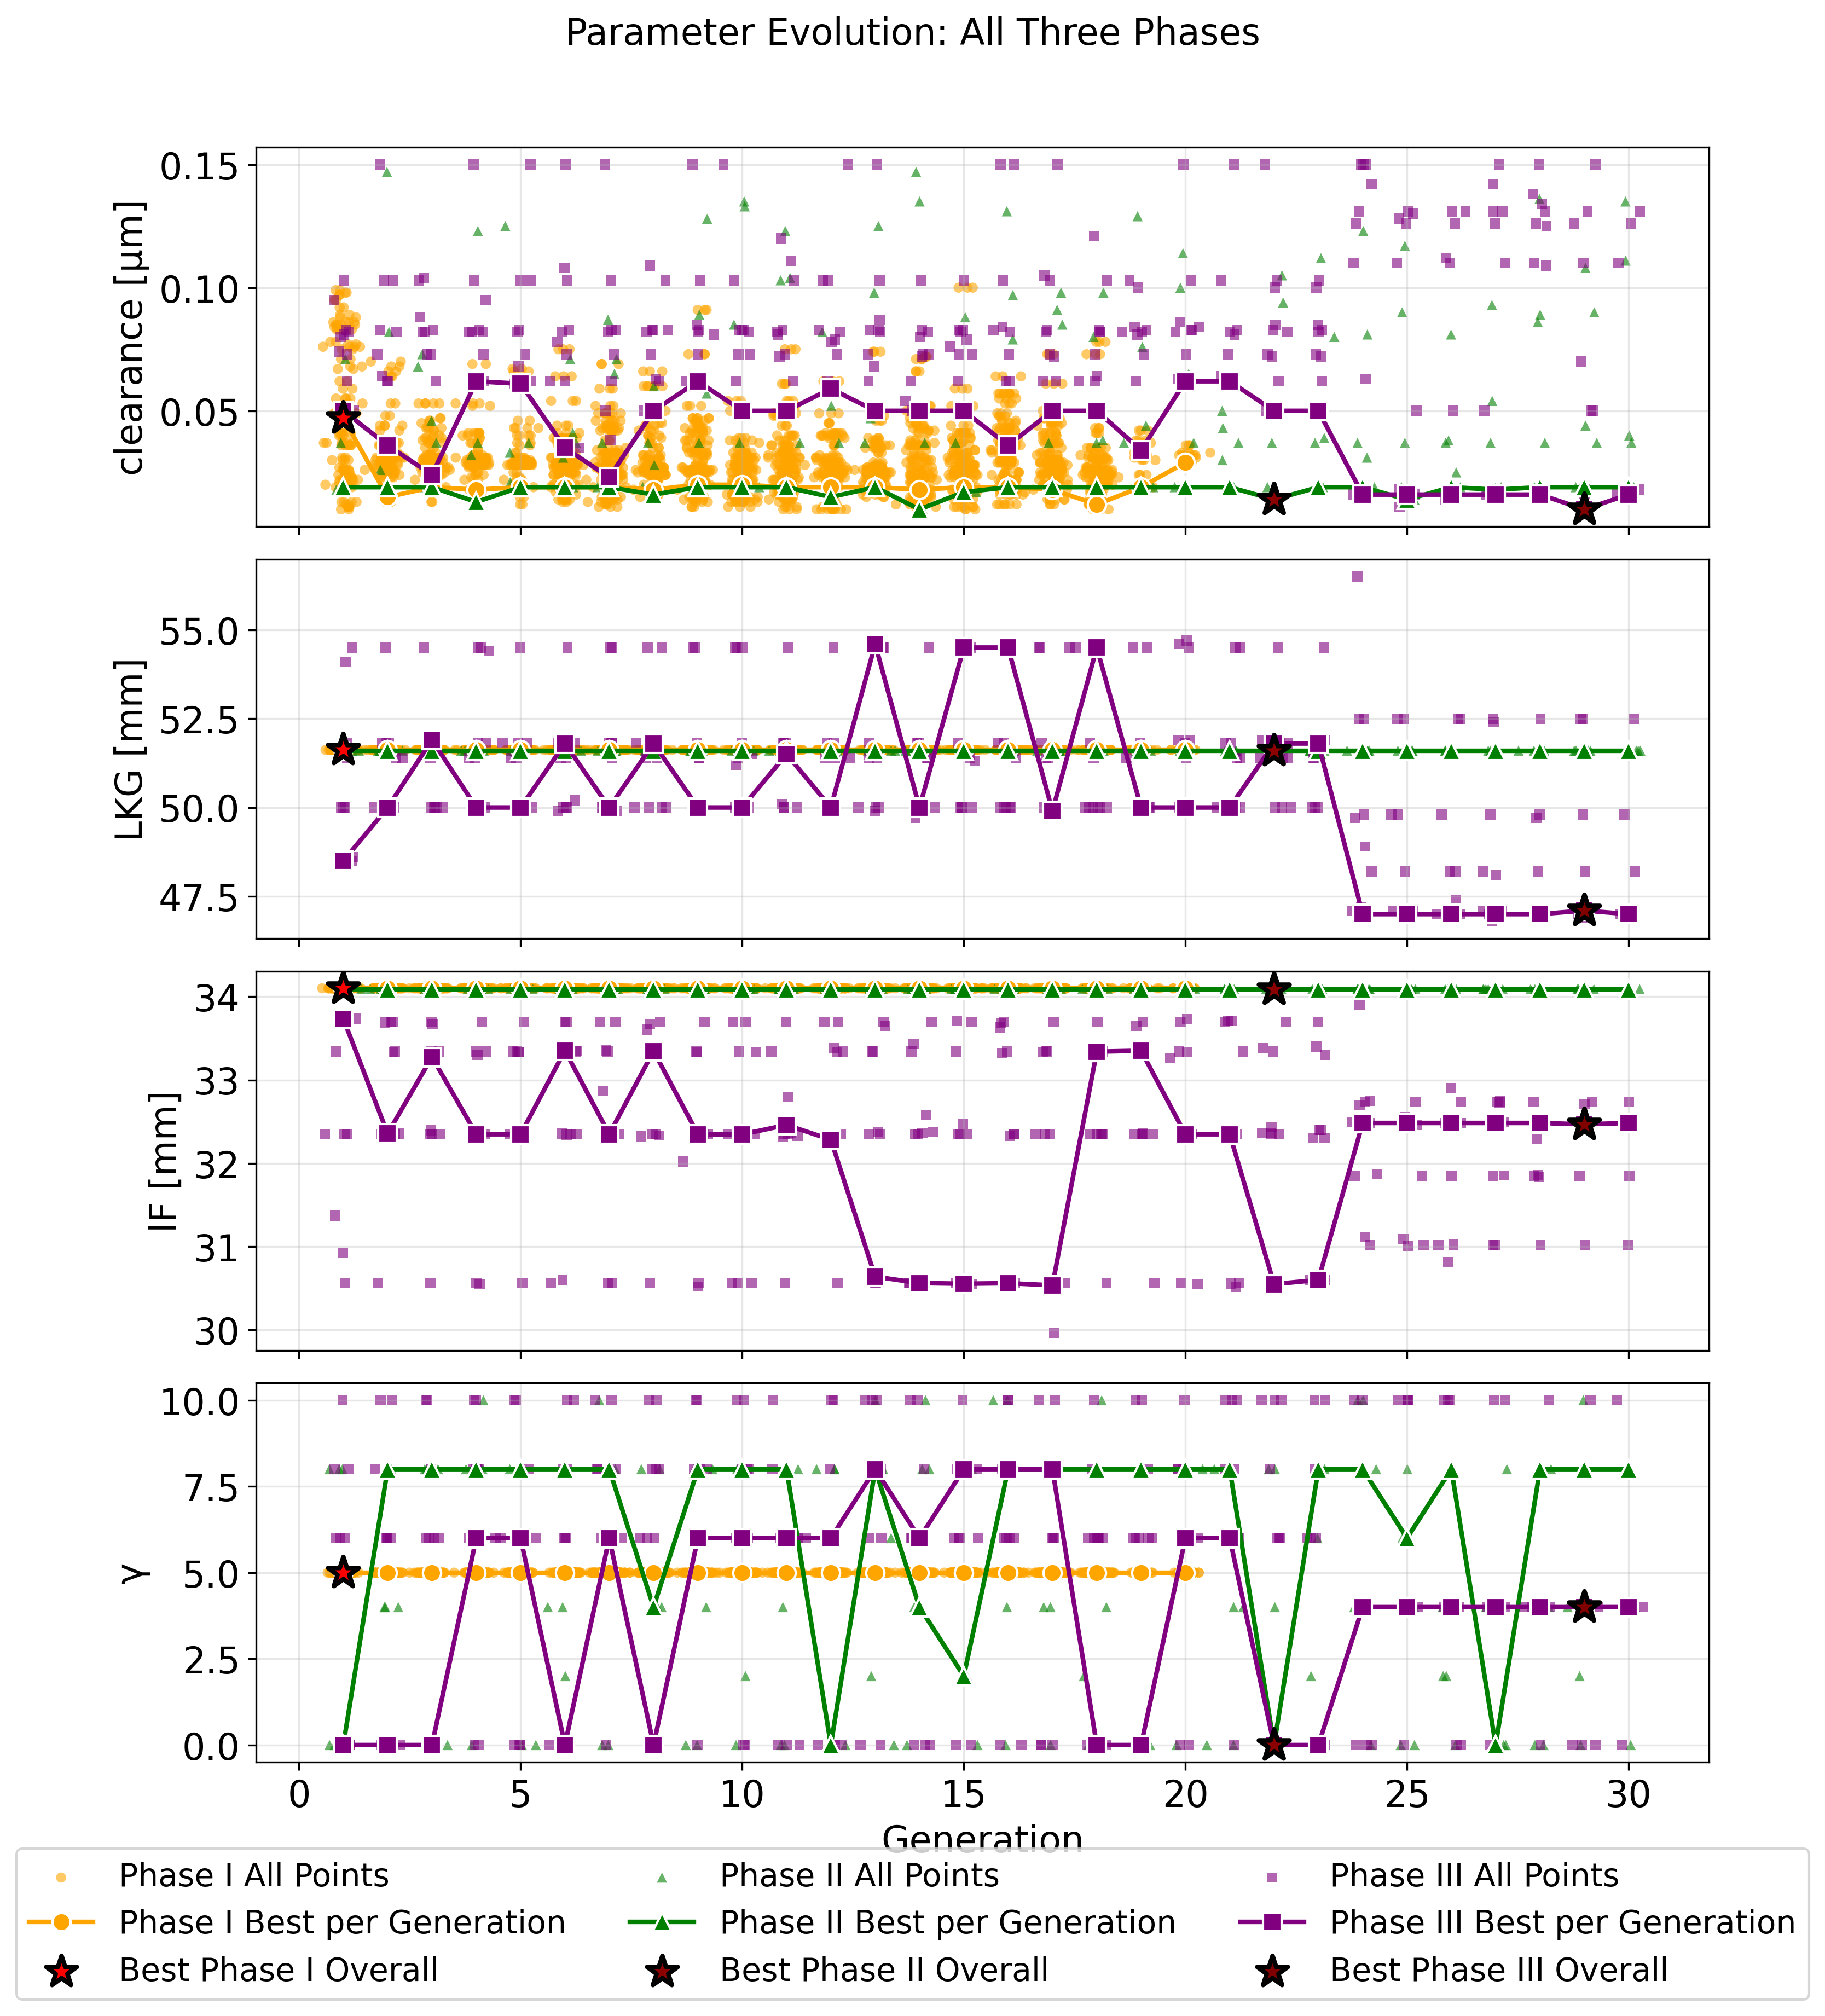 Parameter Evolution: All Three Phases
0.15
0.10
0.05
clearance [μm]
55.0
52.5
50.0
47.5
LKG [mm]
34
33
32
31
30
lF [mm]
10.0
7.5
5.0
2.5
0.0
γ
0 5 10 15 20 25 30
Generation
Phase I All Points
Phase I Best per Generation
Best Phase I Overall
Phase II All Points
Phase II Best per Generation
Best Phase II Overall
Phase III All Points
Phase III Best per Generation
Best Phase III Overall